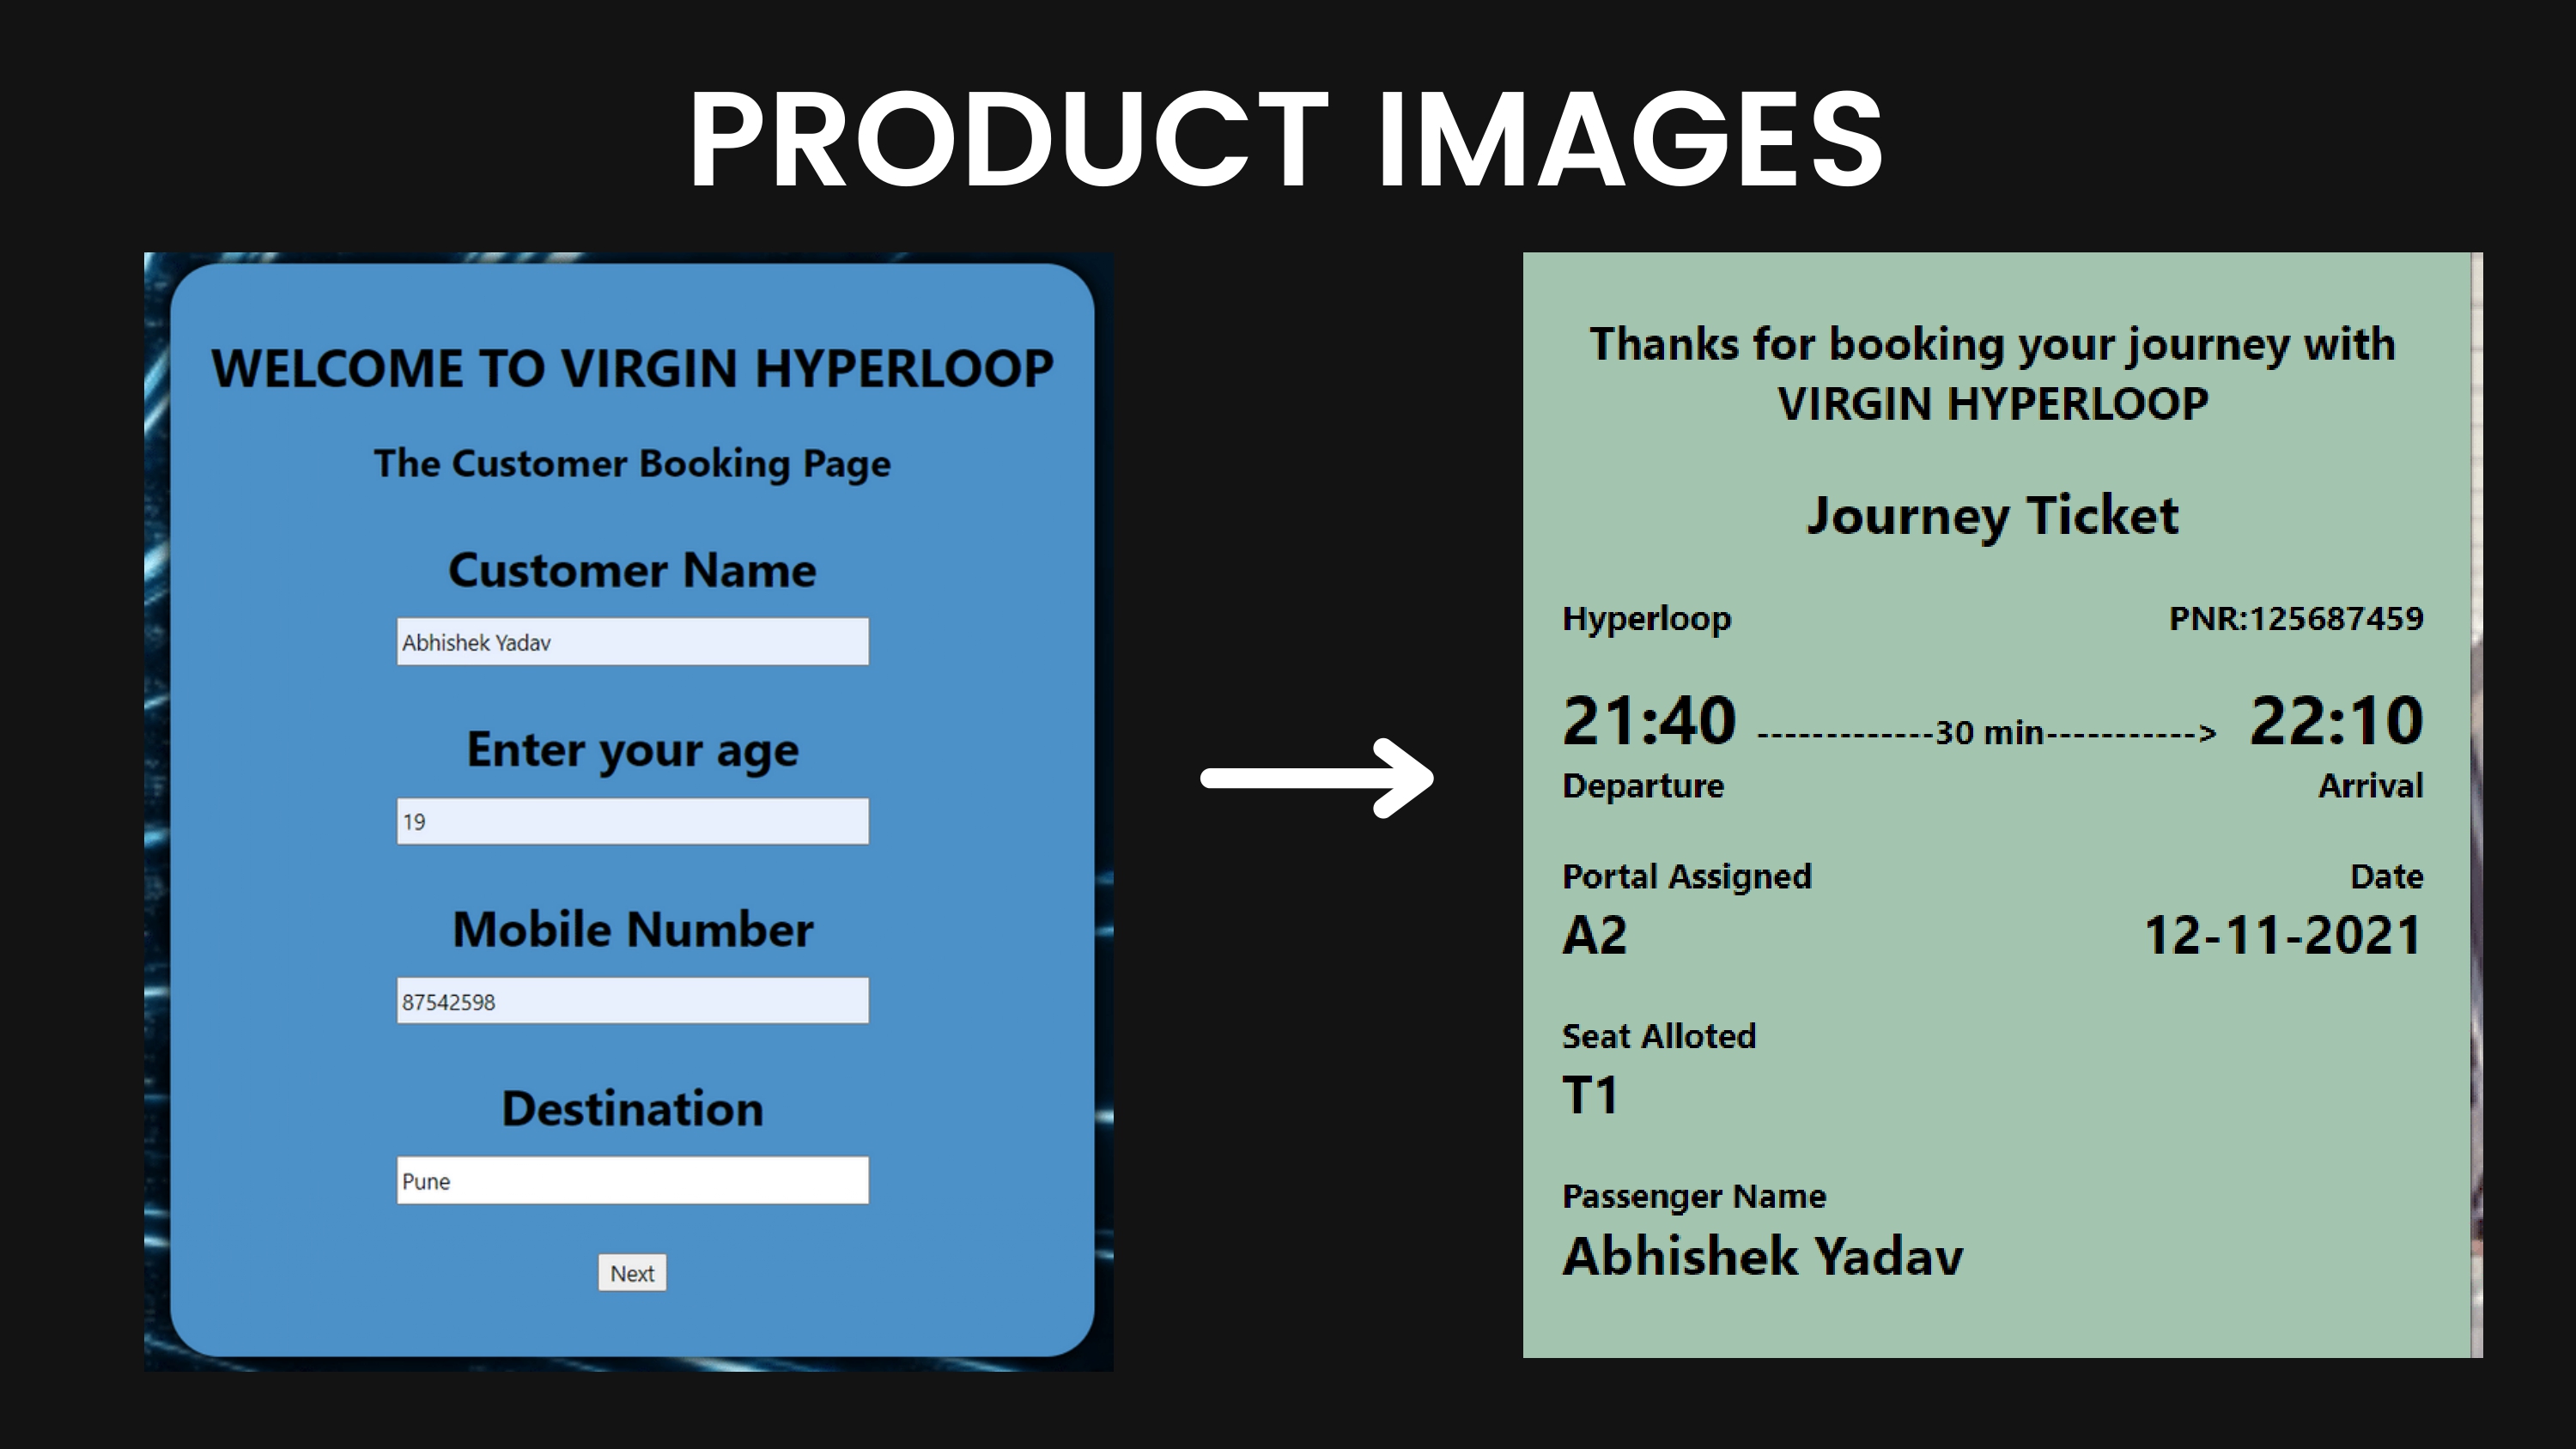 PRODUCT IMAGES
WELCOME TO VIRGIN HYPERLOOP
The Customer Booking Page
Customer Name
Abhishek Yadav
Enter your age
19
Mobile Number
87542598
Destination
Pune
Next
Thanks for booking your journey with
VIRGIN HYPERLOOP
Journey Ticket
Hyperloop PNR:125687459
21:40 -------------30 min-----------> 22:10
Departure Arrival
Portal Assigned Date
A2 12-11-2021
Seat Alloted
T1
Passenger Name
Abhishek Yadav